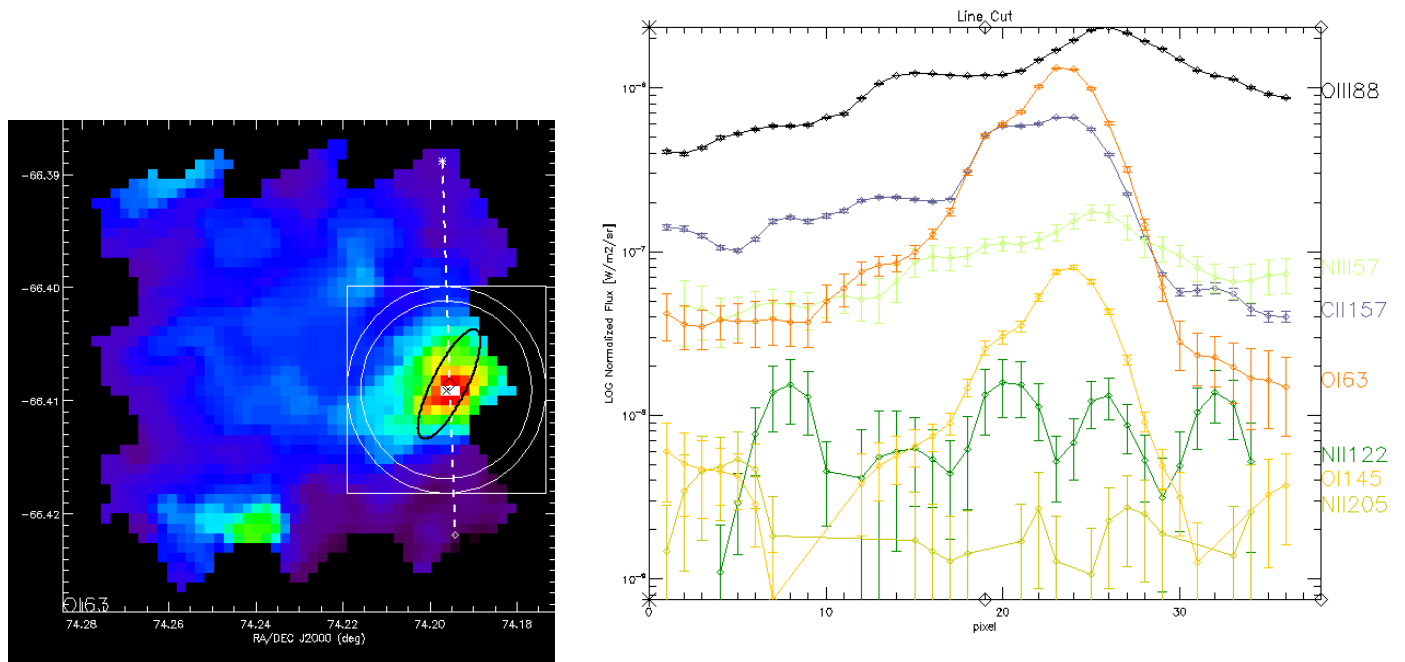 -66.39
-66.40
-66.41
-66.42
OI63
74.28
74.26
74.24
74.22
74.20
74.18
RA/DEC J2000 (deg)
Line Cut
LOG Normalized Flux [W/m2/sr]
10⁻⁶
10⁻⁷
10⁻⁸
10⁻⁹
0
10
20
30
pixel
OIII88
NIII57
CII157
OI63
NII122
OI145
NII205